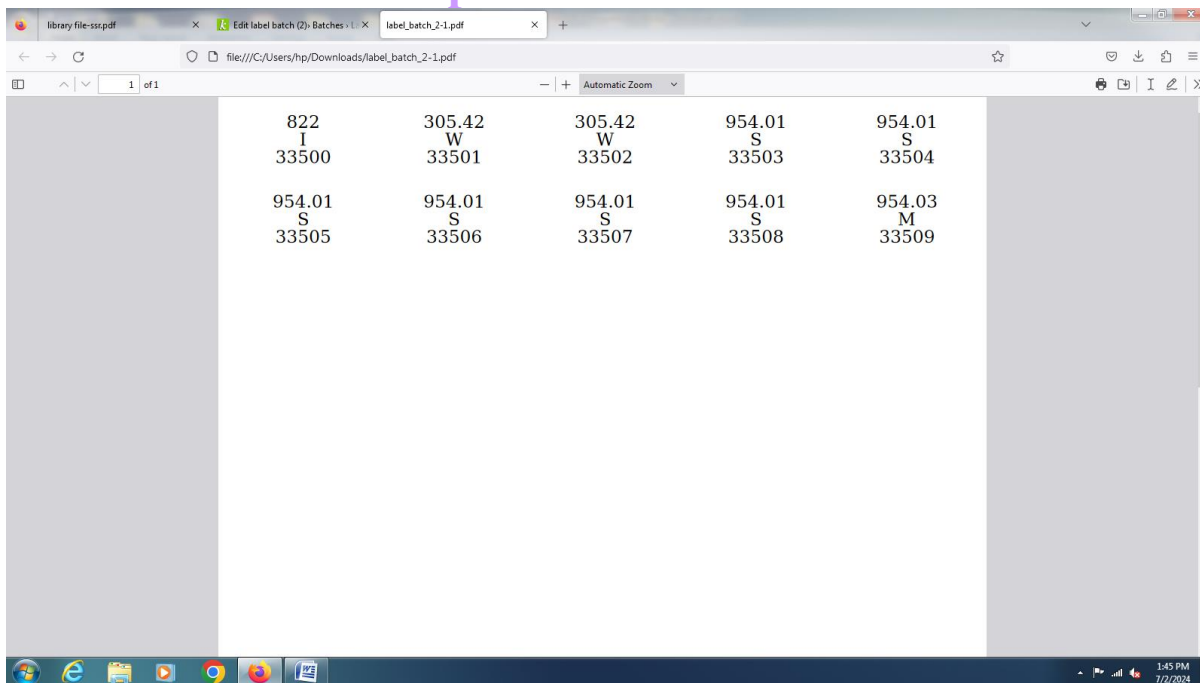 library file-ssr.pdf
Edit label batch (2)› Batches › L
label_batch_2-1.pdf
file:///C:/Users/hp/Downloads/label_batch_2-1.pdf
1 of 1
Automatic Zoom
822 305.42 305.42 954.01 954.01
I W W S S
33500 33501 33502 33503 33504
954.01 954.01 954.01 954.01 954.03
S S S S M
33505 33506 33507 33508 33509
1:45 PM
7/2/2024